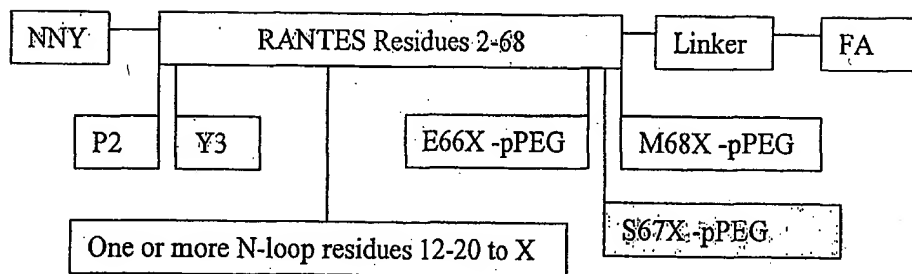 NNY
RANTES Residues 2-68
Linker
FA
P2
Y3
E66X -pPEG
M68X -pPEG
S67X -pPEG
One or more N-loop residues 12-20 to X